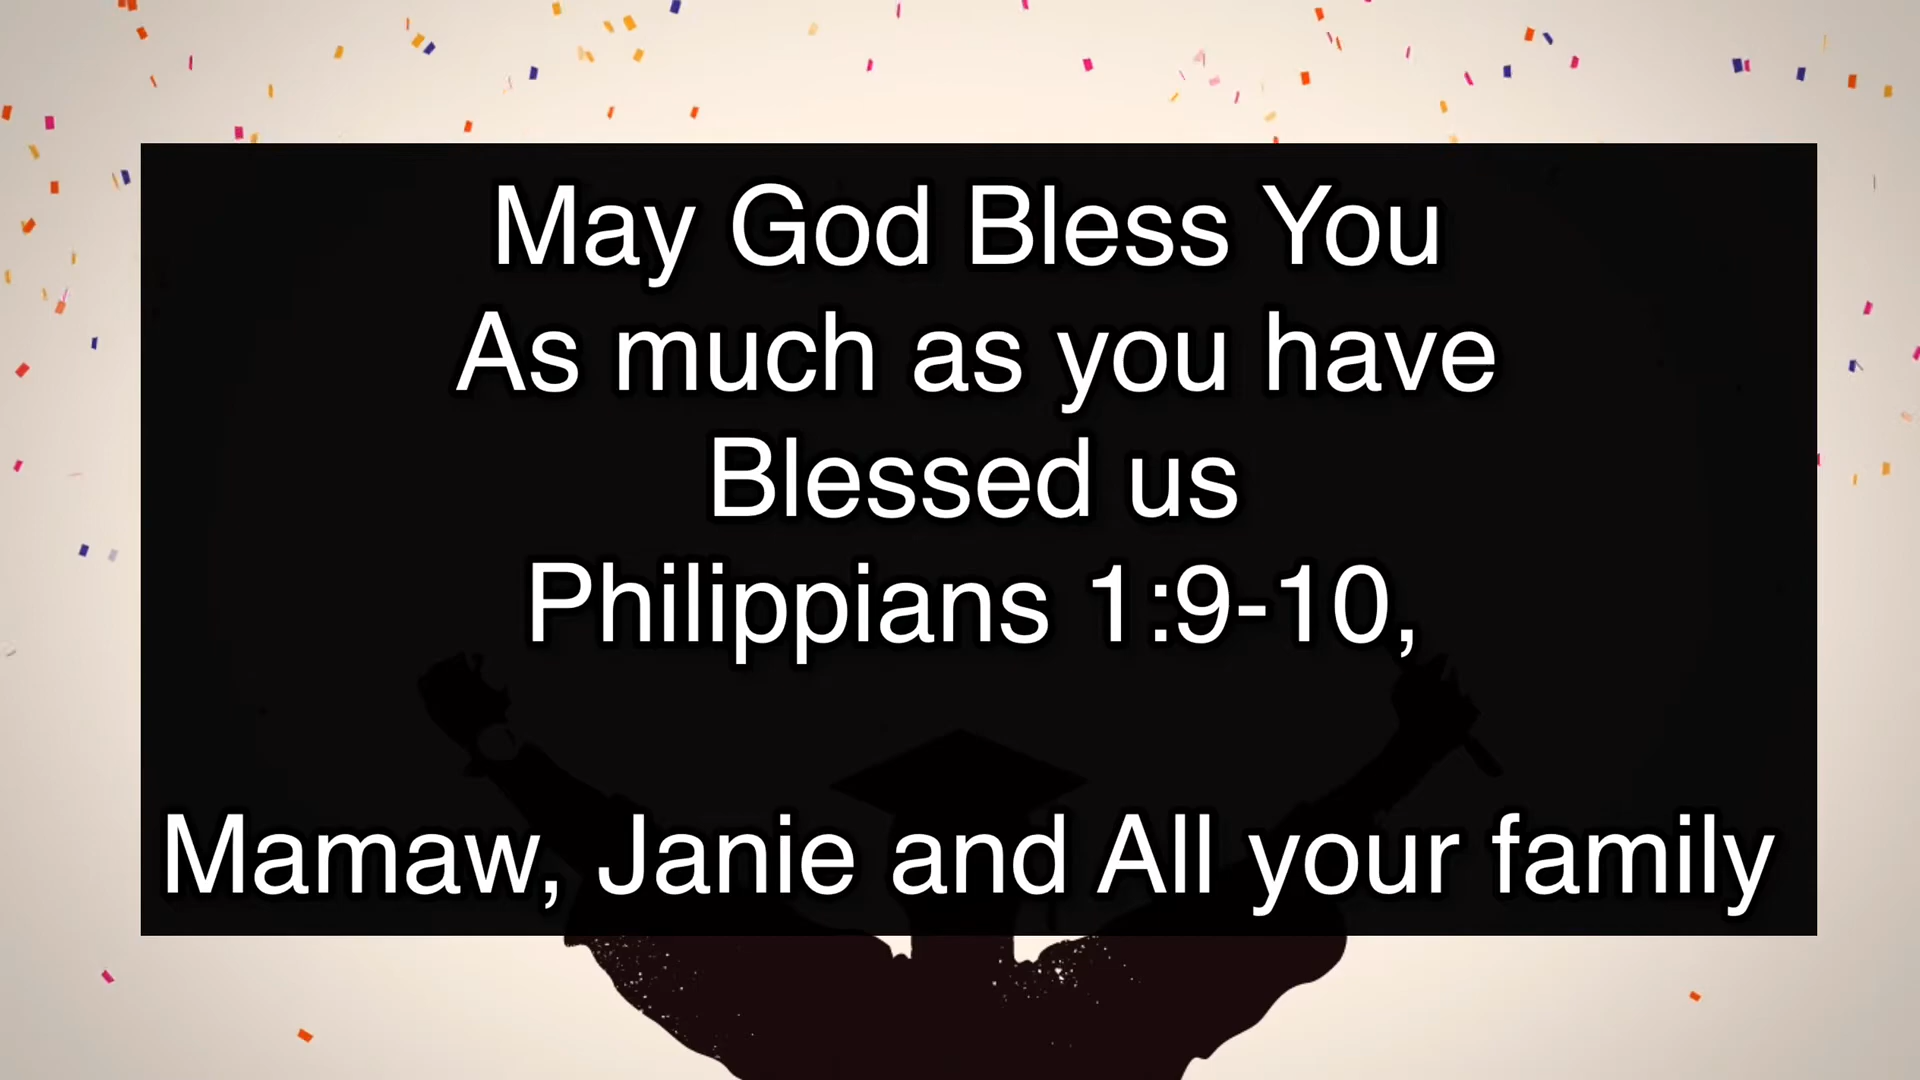 May God Bless You
As much as you have
Blessed us
Philippians 1:9-10,
Mamaw, Janie and All your family